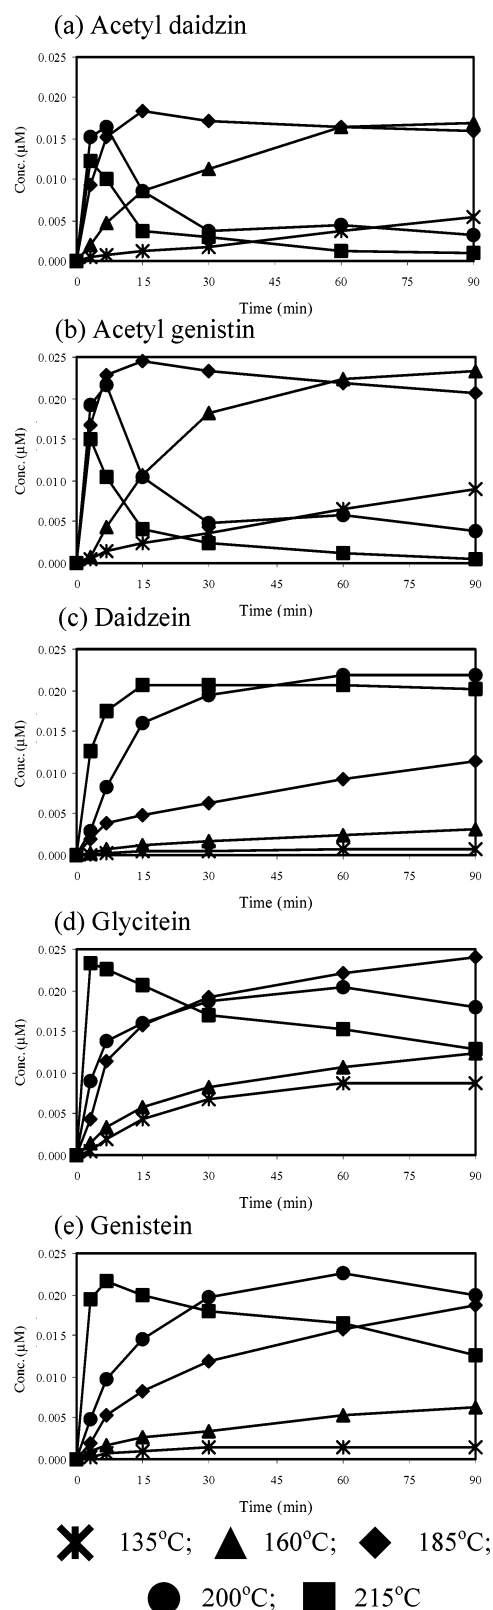 (a) Acetyl daidzin
0.025
0.020
0.015
0.010
0.005
0.000
Conc. (µM)
0 15 30 45 60 75 90
Time (min)
(b) Acetyl genistin
0.025
0.020
0.015
0.010
0.005
0.000
Conc. (µM)
0 15 30 45 60 75 90
Time (min)
(c) Daidzein
0.025
0.020
0.015
0.010
0.005
0.000
Conc. (µM)
0 15 30 45 60 75 90
Time (min)
(d) Glycitein
0.025
0.020
0.015
0.010
0.005
0.000
Conc. (µM)
0 15 30 45 60 75 90
Time (min)
(e) Genistein
0.025
0.020
0.015
0.010
0.005
0.000
Conc. (µM)
0 15 30 45 60 75 90
Time (min)
135°C; 160°C; 185°C;
200°C; 215°C